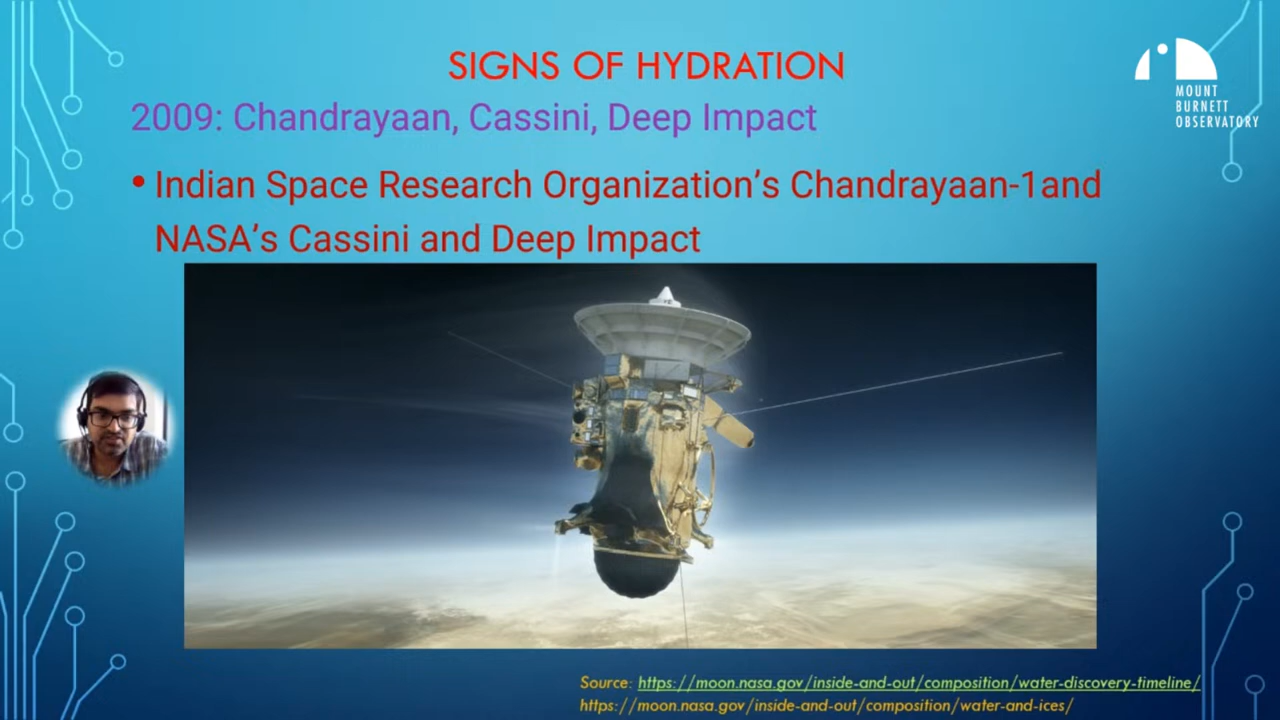 SIGNS OF HYDRATION
MOUNT
BURNETT
OBSERVATORY
2009: Chandrayaan, Cassini, Deep Impact
• Indian Space Research Organization’s Chandrayaan-1and
NASA’s Cassini and Deep Impact
Source: https://moon.nasa.gov/inside-and-out/composition/water-discovery-timeline/
https://moon.nasa.gov/inside-and-out/composition/water-and-ices/